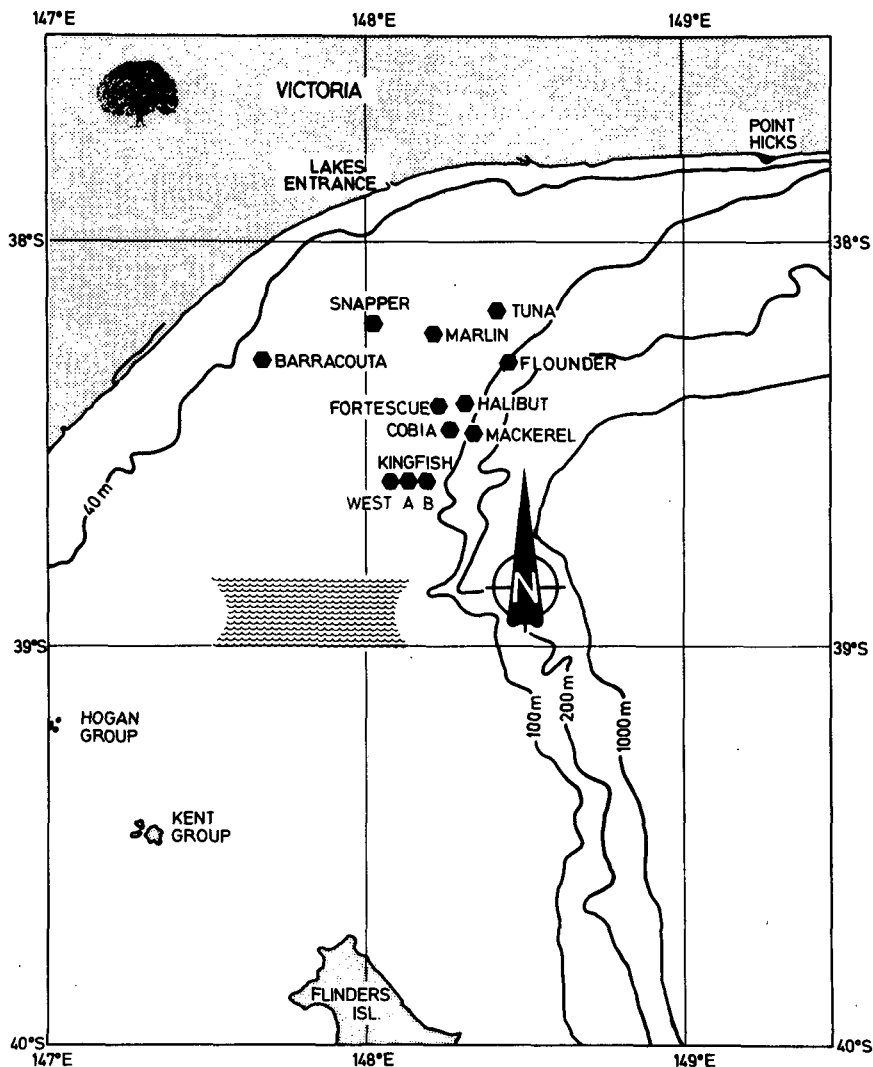 147°E 148°E 149°E
VICTORIA
POINT
HICKS
LAKES
ENTRANCE
38°S 38°S
SNAPPER
TUNA
MARLIN
BARRACOUTA
FLOUNDER
FORTESCUE
HALIBUT
COBIA
MACKEREL
KINGFISH
WEST A B
40m
N
39°S 39°S
100m
200m
1000m
HOGAN
GROUP
KENT
GROUP
FLINDERS
ISL.
40°S 40°S
147°E 148°E 149°E